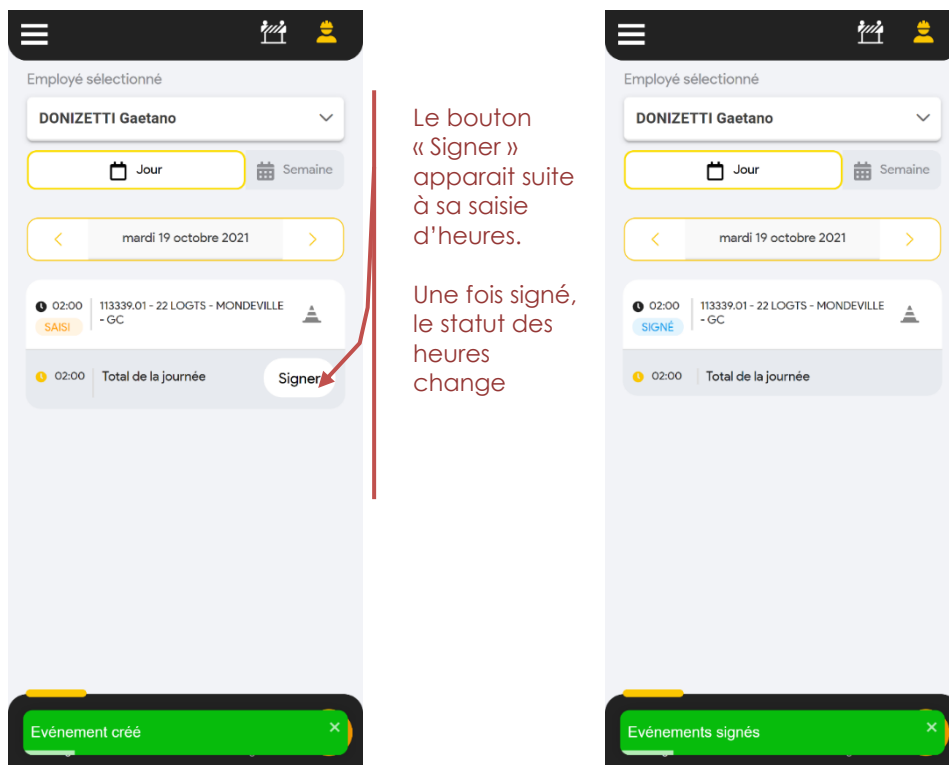 Employé sélectionné
DONIZETTI Gaetano
Jour
Semaine
mardi 19 octobre 2021
02:00
113339.01 - 22 LOGTS - MONDEVILLE
- GC
SAISI
02:00
Total de la journée
Signer
Evénement créé
Le bouton
« Signer »
apparait suite
à sa saisie
d'heures.
Une fois signé,
le statut des
heures
change
Employé sélectionné
DONIZETTI Gaetano
Jour
Semaine
mardi 19 octobre 2021
02:00
113339.01 - 22 LOGTS - MONDEVILLE
- GC
SIGNÉ
02:00
Total de la journée
Evénements signés